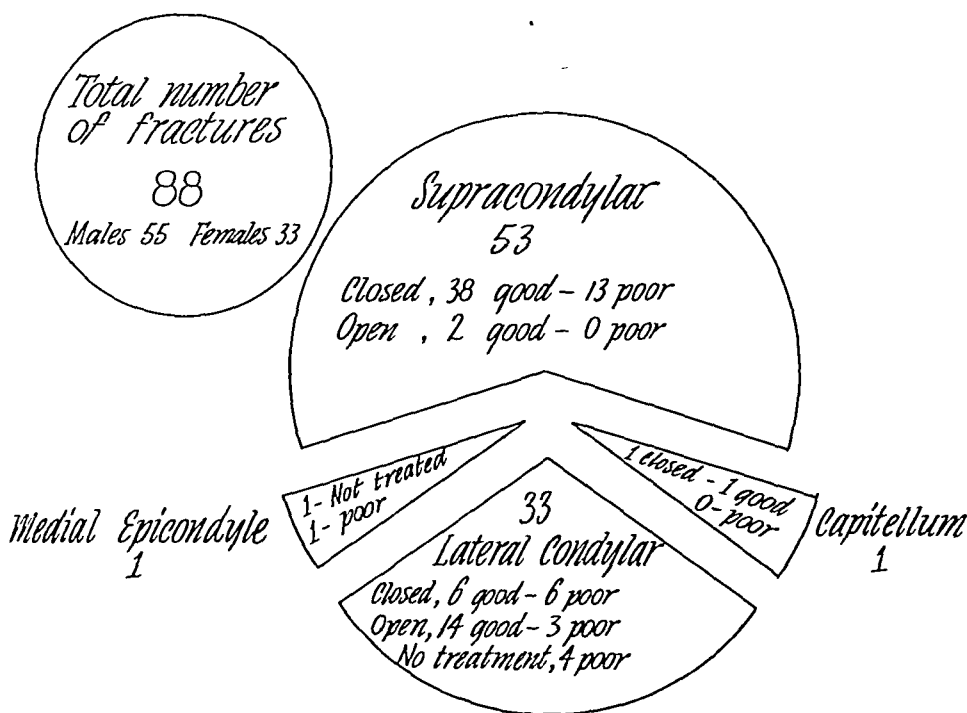 Total number
of fractures
88
Males 55 Females 33
Supracondylar
53
Closed, 38 good - 13 poor
Open, 2 good - 0 poor
1 - Not treated
1 - poor
Medial Epicondyle
1
1 closed - 1 good
0 - poor
Capitellum
1
33
Lateral Condylar
Closed, 6 good - 6 poor
Open, 14 good - 3 poor
No treatment, 4 poor